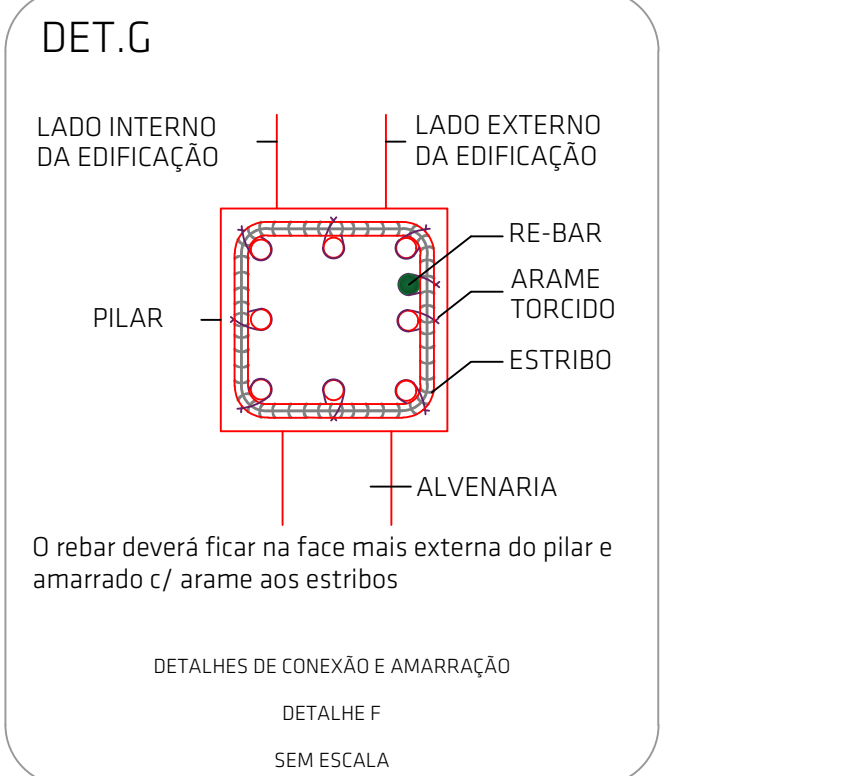 DET.G
LADO INTERNO
DA EDIFICAÇÃO
LADO EXTERNO
DA EDIFICAÇÃO
RE-BAR
ARAME
TORCIDO
PILAR
ESTRIBO
ALVENARIA
O rebar deverá ficar na face mais externa do pilar e
amarrado c/ arame aos estribos
DETALHES DE CONEXÃO E AMARRAÇÃO
DETALHE F
SEM ESCALA